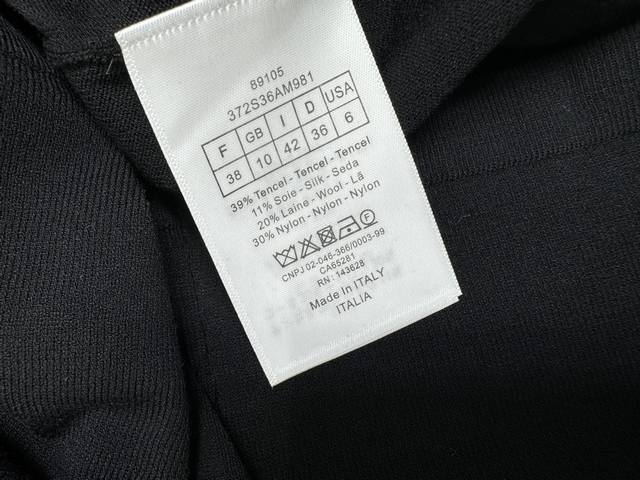 89105
372S36AM981
F GB I D USA
38 10 42 36 6
39% Tencel - Tencel - Tencel
11% Soie - Silk - Seda
20% Laine - Wool - Lã
30% Nylon - Nylon - Nylon
CNPJ 02-046-366/0003-99
CA65281
RN : 143628
Made In ITALY
ITALIA